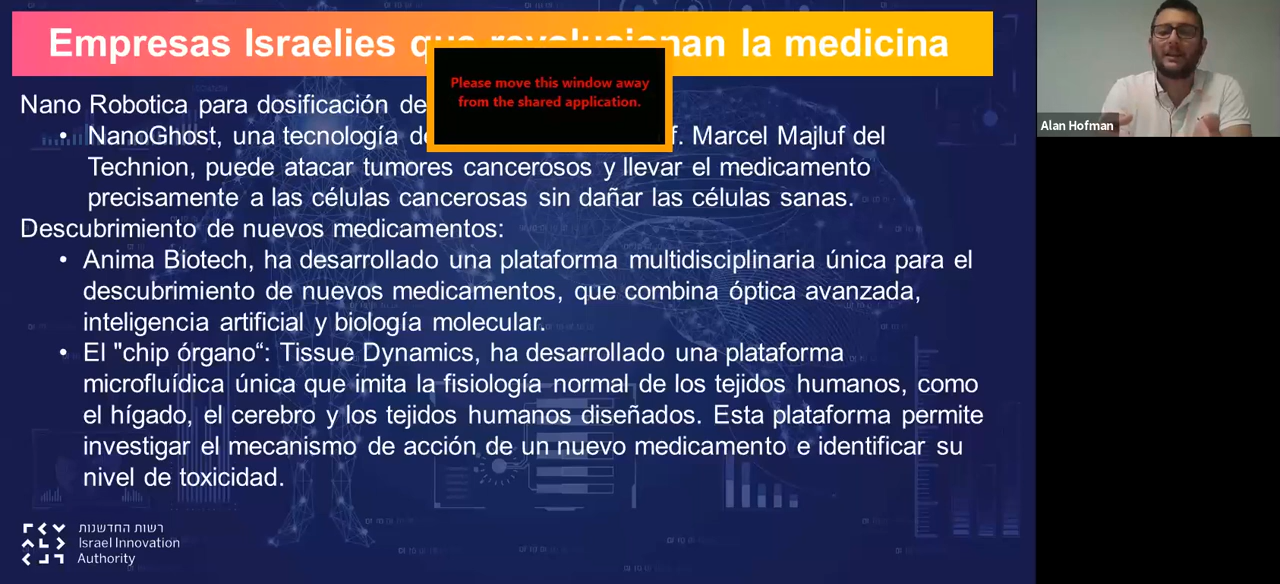 Empresas Israelies que revolusionan la medicina
Please move this window away
from the shared application.
Alan Hofman
Nano Robotica para dosificación de
• NanoGhost, una tecnología de f. Marcel Majluf del
Technion, puede atacar tumores cancerosos y llevar el medicamento
precisamente a las células cancerosas sin dañar las células sanas.
Descubrimiento de nuevos medicamentos:
• Anima Biotech, ha desarrollado una plataforma multidisciplinaria única para el
descubrimiento de nuevos medicamentos, que combina óptica avanzada,
inteligencia artificial y biología molecular.
• El "chip órgano“: Tissue Dynamics, ha desarrollado una plataforma
microfluídica única que imita la fisiología normal de los tejidos humanos, como
el hígado, el cerebro y los tejidos humanos diseñados. Esta plataforma permite
investigar el mecanismo de acción de un nuevo medicamento e identificar su
nivel de toxicidad.
רשות החדשנות
Israel Innovation
Authority